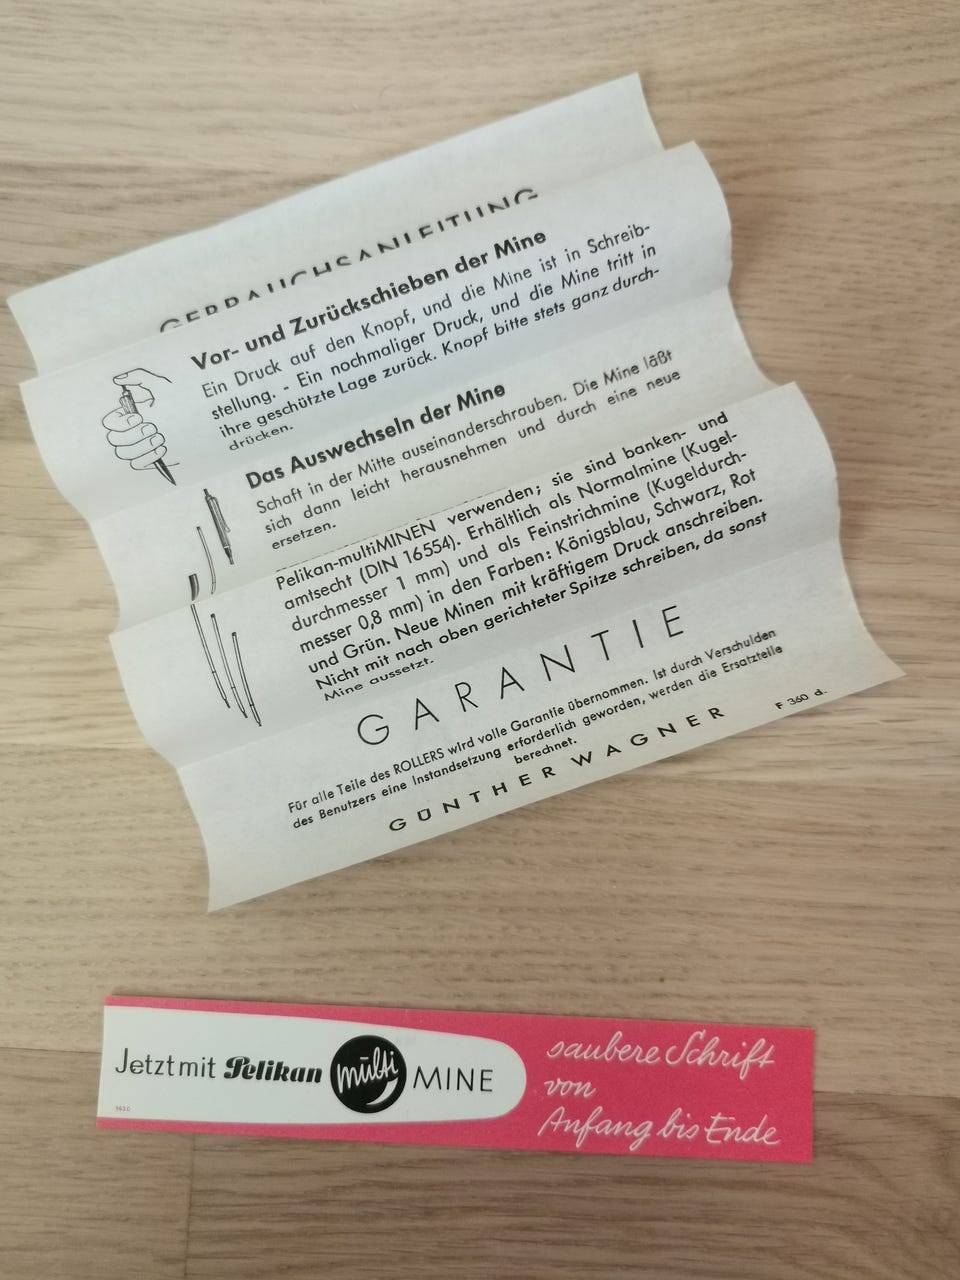 GEBRAUCHSANLEITUNG
Vor- und Zurückschieben der Mine
Ein Druck auf den Knopf, und die Mine ist in Schreib-
stellung. - Ein nochmaliger Druck, und die Mine tritt in
ihre geschützte Lage zurück. Knopf bitte stets ganz durch-
drücken.
Das Auswechseln der Mine
Schaft in der Mitte auseinanderschrauben. Die Mine läßt
sich dann leicht herausnehmen und durch eine neue
ersetzen.
Pelikan-multiMINEN verwenden; sie sind banken- und
amtsecht (DIN 16554). Erhältlich als Normalmine (Kugel-
durchmesser 1 mm) und als Feinstrichmine (Kugeldurch-
messer 0,8 mm) in den Farben: Königsblau, Schwarz, Rot
und Grün. Neue Minen mit kräftigem Druck anschreiben.
Nicht mit nach oben gerichteter Spitze schreiben, da sonst
Mine aussetzt.
GARANTIE
Für alle Teile des ROLLERS wird volle Garantie übernommen. Ist durch Verschulden
des Benutzers eine Instandsetzung erforderlich geworden, werden die Ersatzteile
berechnet.
GÜNTHER WAGNER
F 360 d.
Jetzt mit Pelikan multi MINE
saubere Schrift
von
Anfang bis Ende